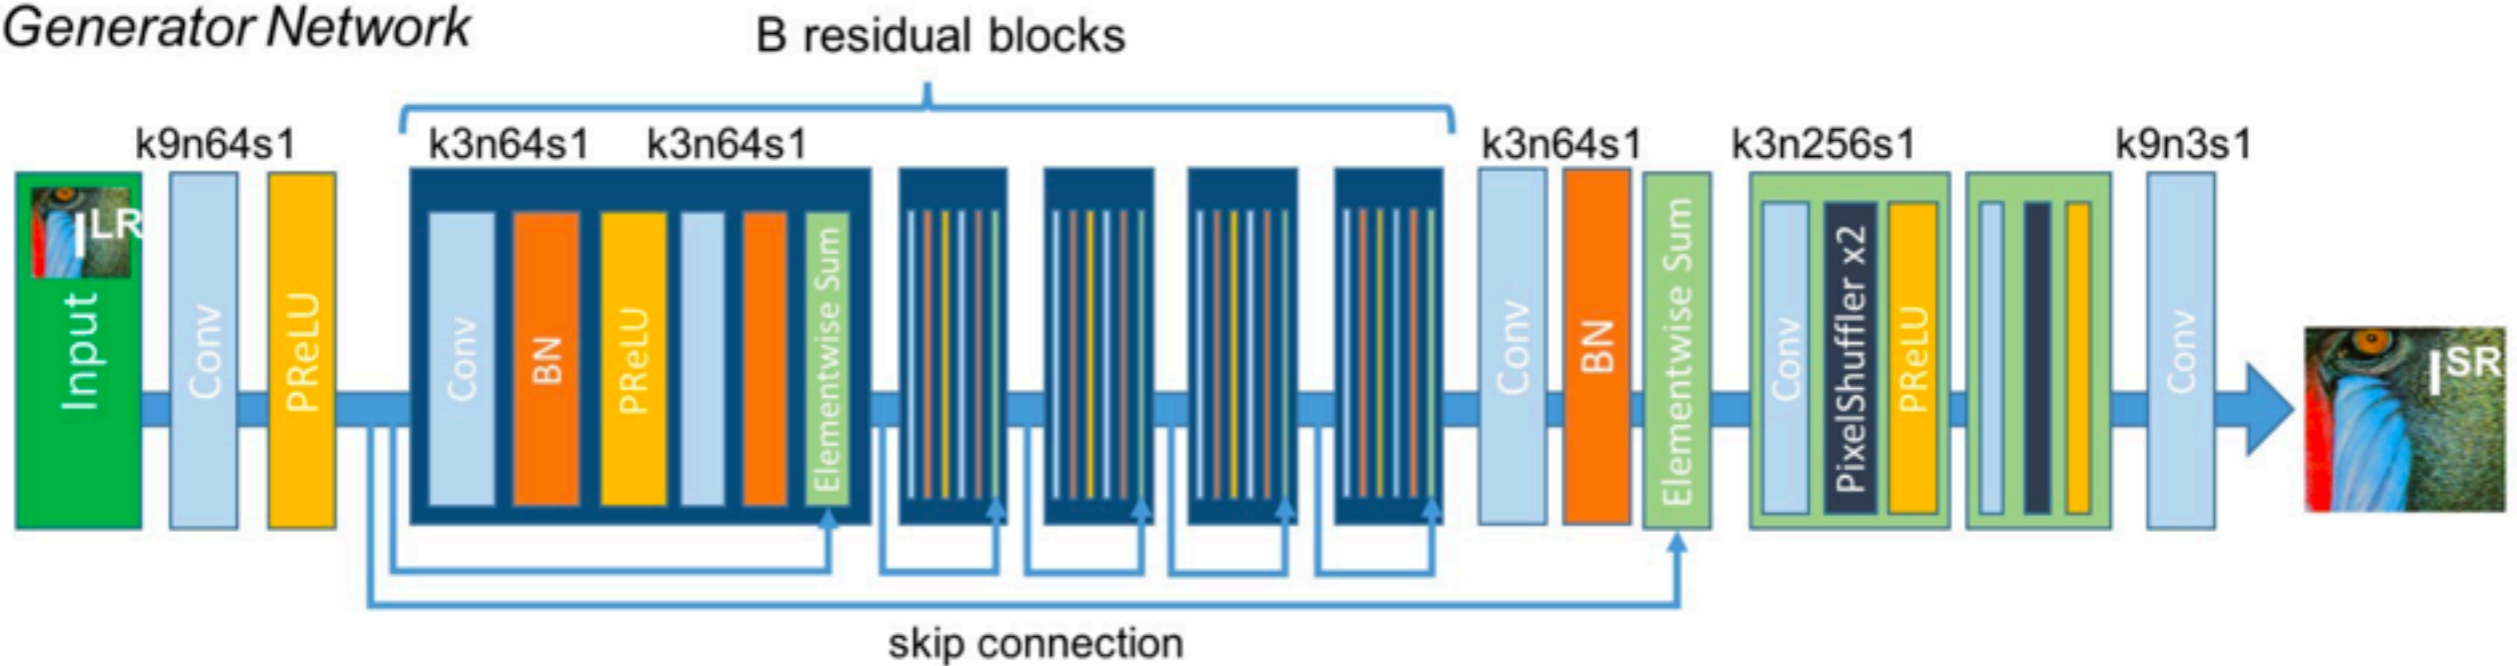 Generator Network
B residual blocks
k9n64s1
k3n64s1
k3n64s1
k3n64s1
k3n256s1
k9n3s1
I LR
Input
Conv
PReLU
Conv
BN
PReLU
Elementwise Sum
Conv
BN
Elementwise Sum
Conv
PixelShuffler x2
PReLU
Conv
I SR
skip connection